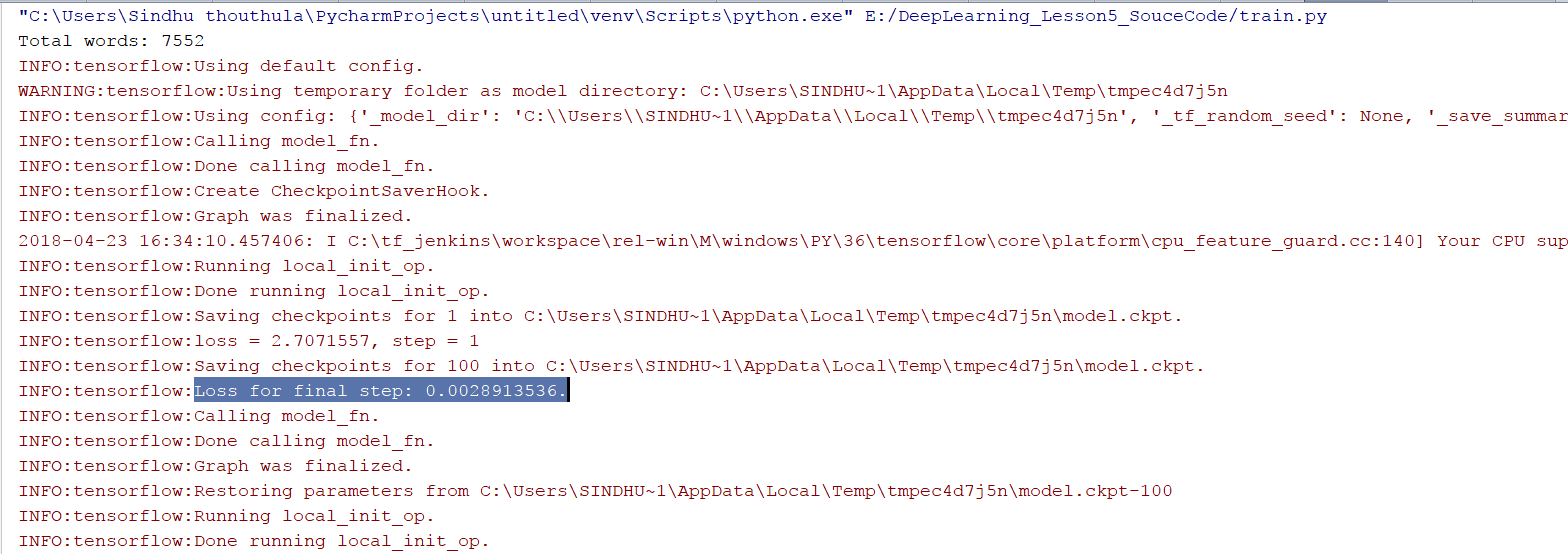 "C:\Users\Sindhu thouthula\PycharmProjects\untitled\venv\Scripts\python.exe" E:/DeepLearning_Lesson5_SouceCode/train.py
Total words: 7552
INFO:tensorflow:Using default config.
WARNING:tensorflow:Using temporary folder as model directory: C:\Users\SINDHU~1\AppData\Local\Temp\tmpec4d7j5n
INFO:tensorflow:Using config: {'_model_dir': 'C:\\Users\\SINDHU~1\\AppData\\Local\\Temp\\tmpec4d7j5n', '_tf_random_seed': None, '_save_summar
INFO:tensorflow:Calling model_fn.
INFO:tensorflow:Done calling model_fn.
INFO:tensorflow:Create CheckpointSaverHook.
INFO:tensorflow:Graph was finalized.
2018-04-23 16:34:10.457406: I C:\tf_jenkins\workspace\rel-win\M\windows\PY\36\tensorflow\core\platform\cpu_feature_guard.cc:140] Your CPU sup
INFO:tensorflow:Running local_init_op.
INFO:tensorflow:Done running local_init_op.
INFO:tensorflow:Saving checkpoints for 1 into C:\Users\SINDHU~1\AppData\Local\Temp\tmpec4d7j5n\model.ckpt.
INFO:tensorflow:loss = 2.7071557, step = 1
INFO:tensorflow:Saving checkpoints for 100 into C:\Users\SINDHU~1\AppData\Local\Temp\tmpec4d7j5n\model.ckpt.
INFO:tensorflow:Loss for final step: 0.0028913536.
INFO:tensorflow:Calling model_fn.
INFO:tensorflow:Done calling model_fn.
INFO:tensorflow:Graph was finalized.
INFO:tensorflow:Restoring parameters from C:\Users\SINDHU~1\AppData\Local\Temp\tmpec4d7j5n\model.ckpt-100
INFO:tensorflow:Running local_init_op.
INFO:tensorflow:Done running local_init_op.